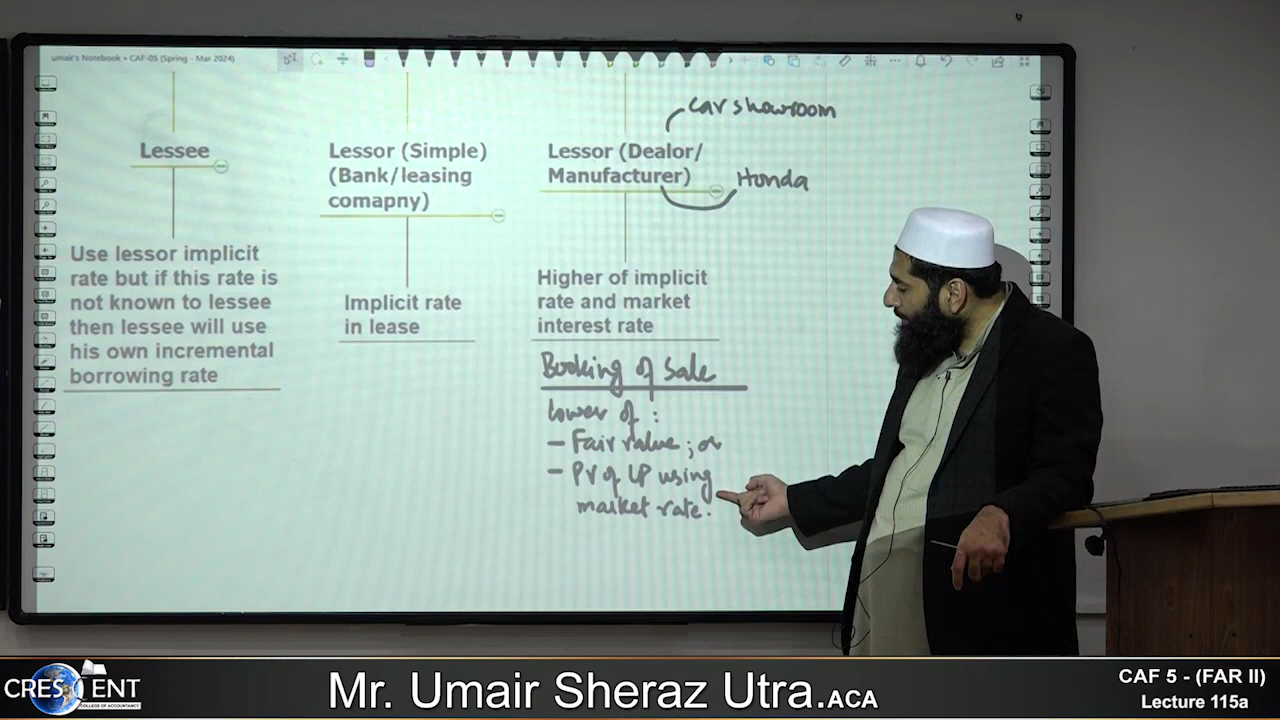 umair's Notebook • CAF-05 (Spring - Mar 2024)
car showroom
Lessee
Lessor (Simple)
(Bank/leasing
comapny)
Lessor (Dealor/
Manufacturer)
Honda
Use lessor implicit
rate but if this rate is
not known to lessee
then lessee will use
his own incremental
borrowing rate
Implicit rate
in lease
Higher of implicit
rate and market
interest rate
Booking of Sale
Lower of :
- Fair value ; or
- PV of LP using
market rate.
CRESCENT
COLLEGE OF ACCOUNTANCY
Mr. Umair Sheraz Utra.ACA
CAF 5 - (FAR II)
Lecture 115a